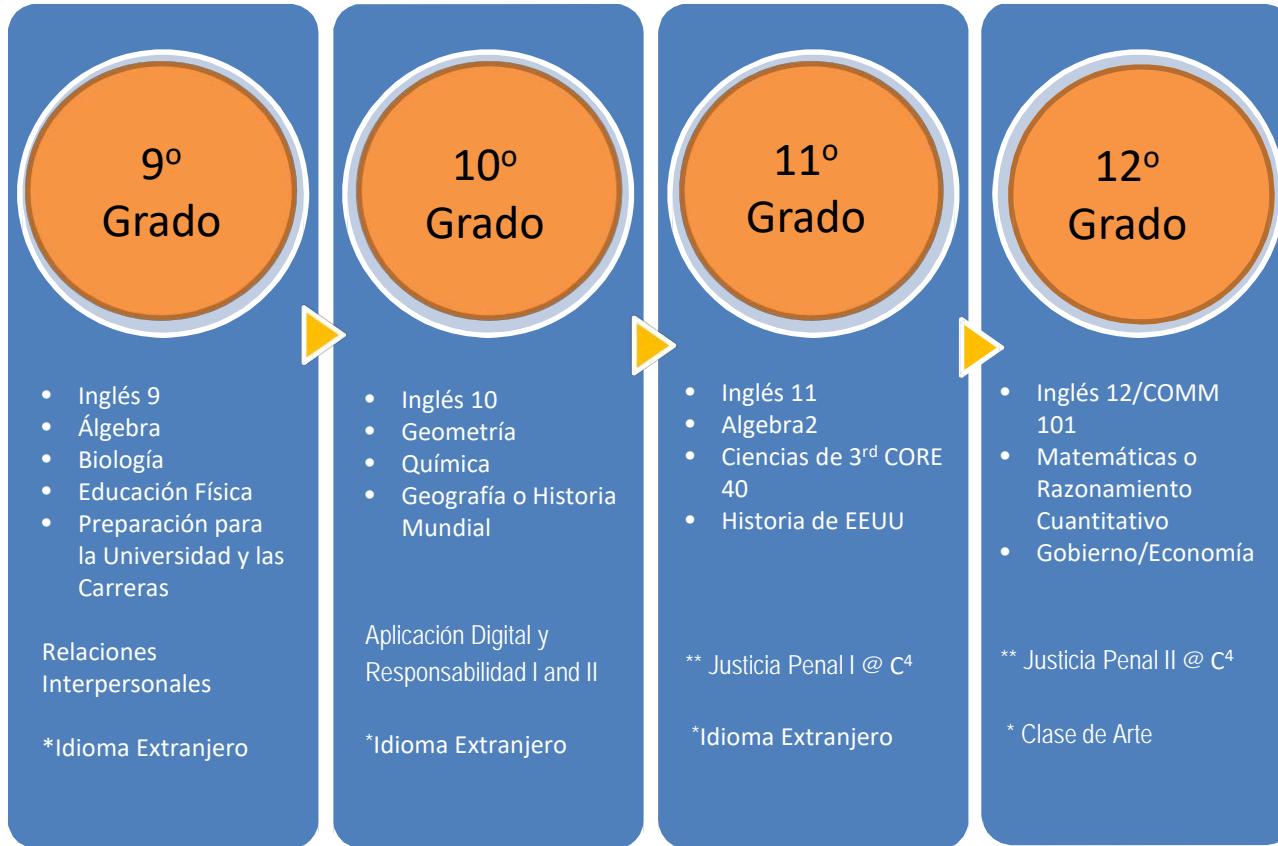 9º
Grado
• Inglés 9
• Álgebra
• Biología
• Educación Física
• Preparación para
la Universidad y las
Carreras
Relaciones
Interpersonales
*Idioma Extranjero
10º
Grado
• Inglés 10
• Geometría
• Química
• Geografía o Historia
Mundial
Aplicación Digital y
Responsabilidad I and II
*Idioma Extranjero
11º
Grado
• Inglés 11
• Algebra2
• Ciencias de 3rd CORE
40
• Historia de EEUU
** Justicia Penal I @ C4
*Idioma Extranjero
12º
Grado
• Inglés 12/COMM
101
• Matemáticas o
Razonamiento
Cuantitativo
• Gobierno/Economía
** Justicia Penal II @ C4
* Clase de Arte